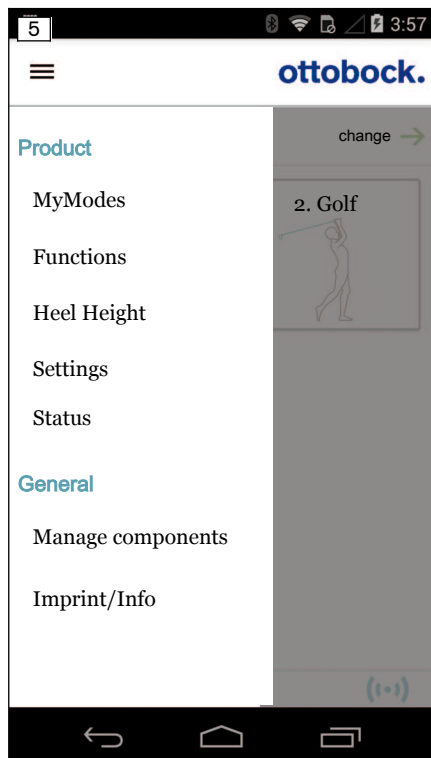 5
3:57
ottobock.
Product
change
MyModes
2. Golf
Functions
Heel Height
Settings
Status
General
Manage components
Imprint/Info